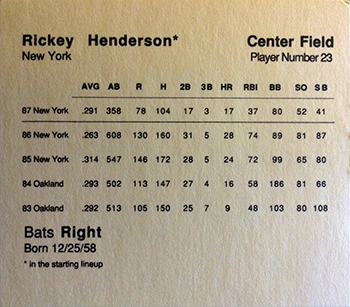 Rickey Henderson* Center Field
New York Player Number 23
AVG AB R H 2B 3B HR RBI BB SO SB
87 New York .291 358 78 104 17 3 17 37 80 52 41
86 New York .263 608 130 160 31 5 28 74 89 81 87
85 New York .314 547 146 172 28 5 24 72 99 65 80
84 Oakland .293 502 113 147 27 4 16 58 186 81 66
83 Oakland .292 513 105 150 25 7 9 48 103 80 108
Bats Right
Born 12/25/58
* in the starting lineup